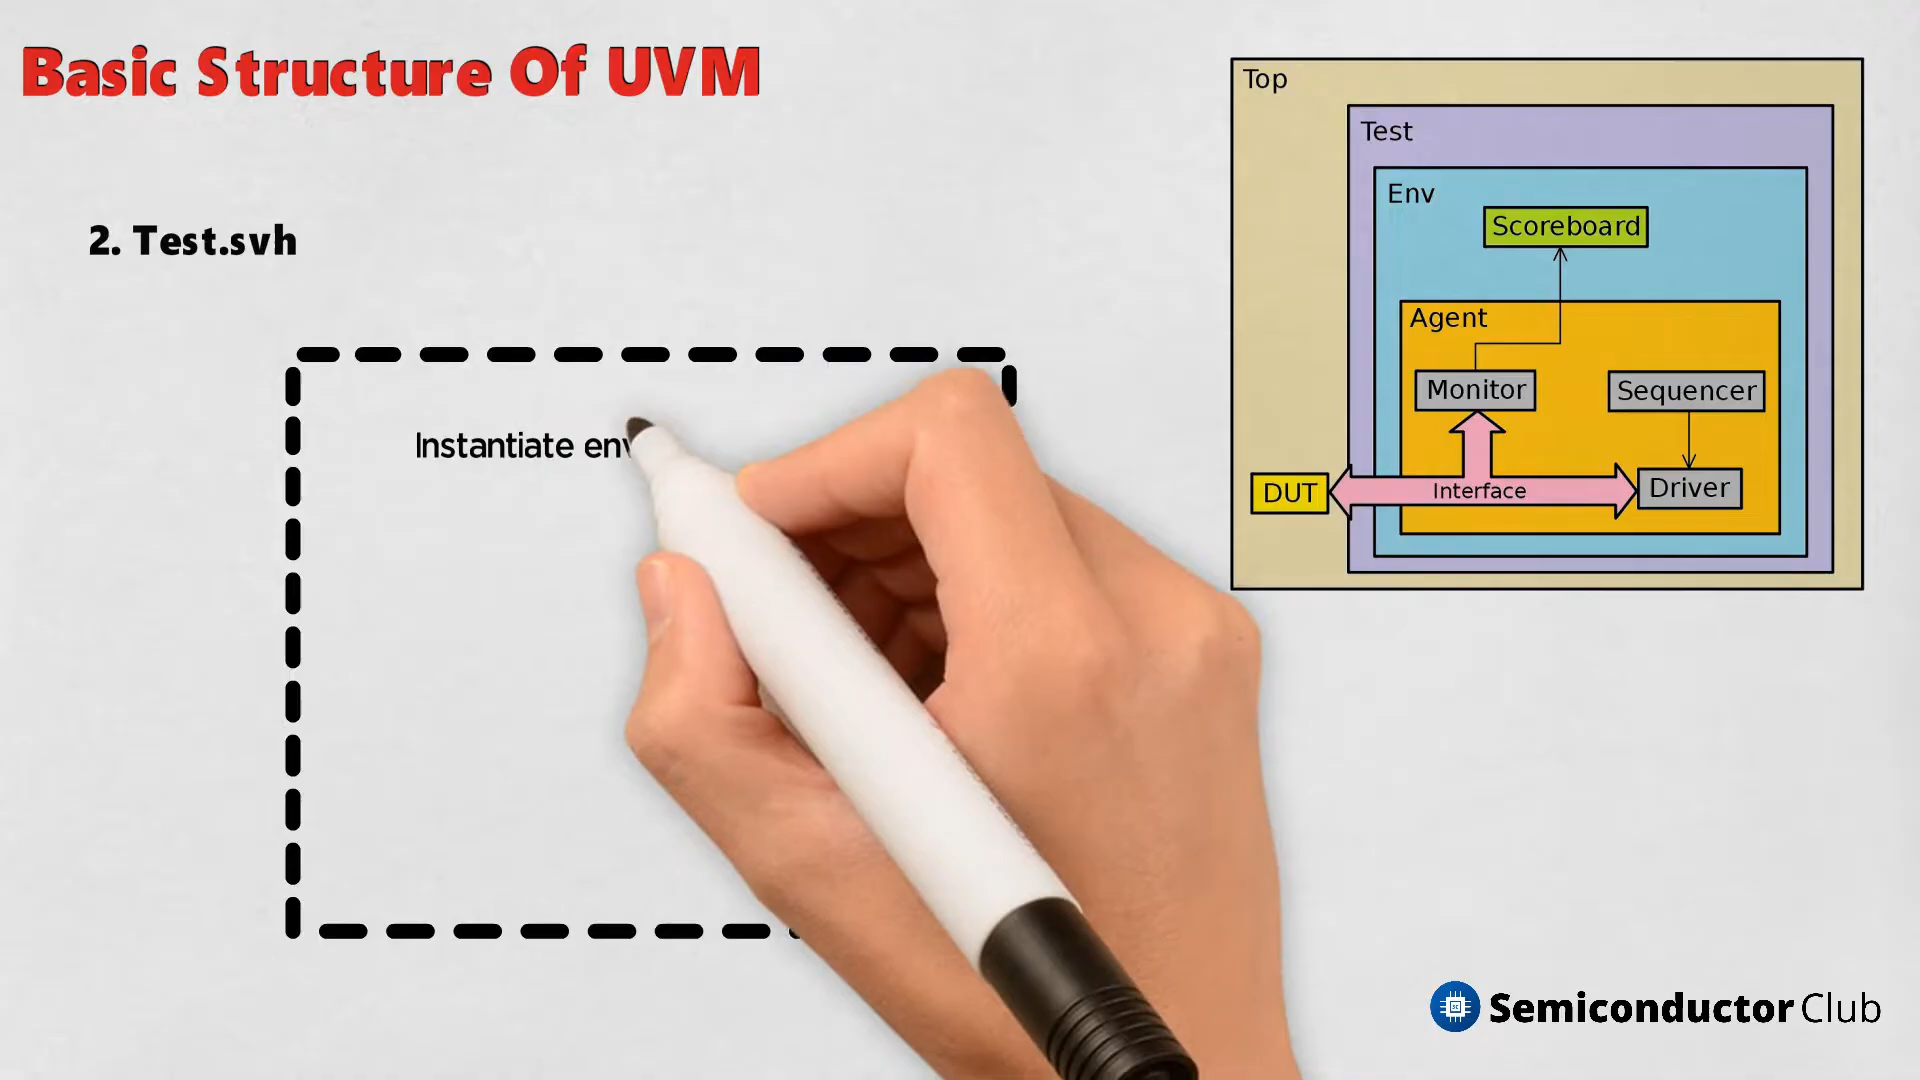 Basic Structure Of UVM
2. Test.svh
Instantiate env
Top
Test
Env
Scoreboard
Agent
Monitor
Sequencer
DUT
Interface
Driver
Semiconductor Club